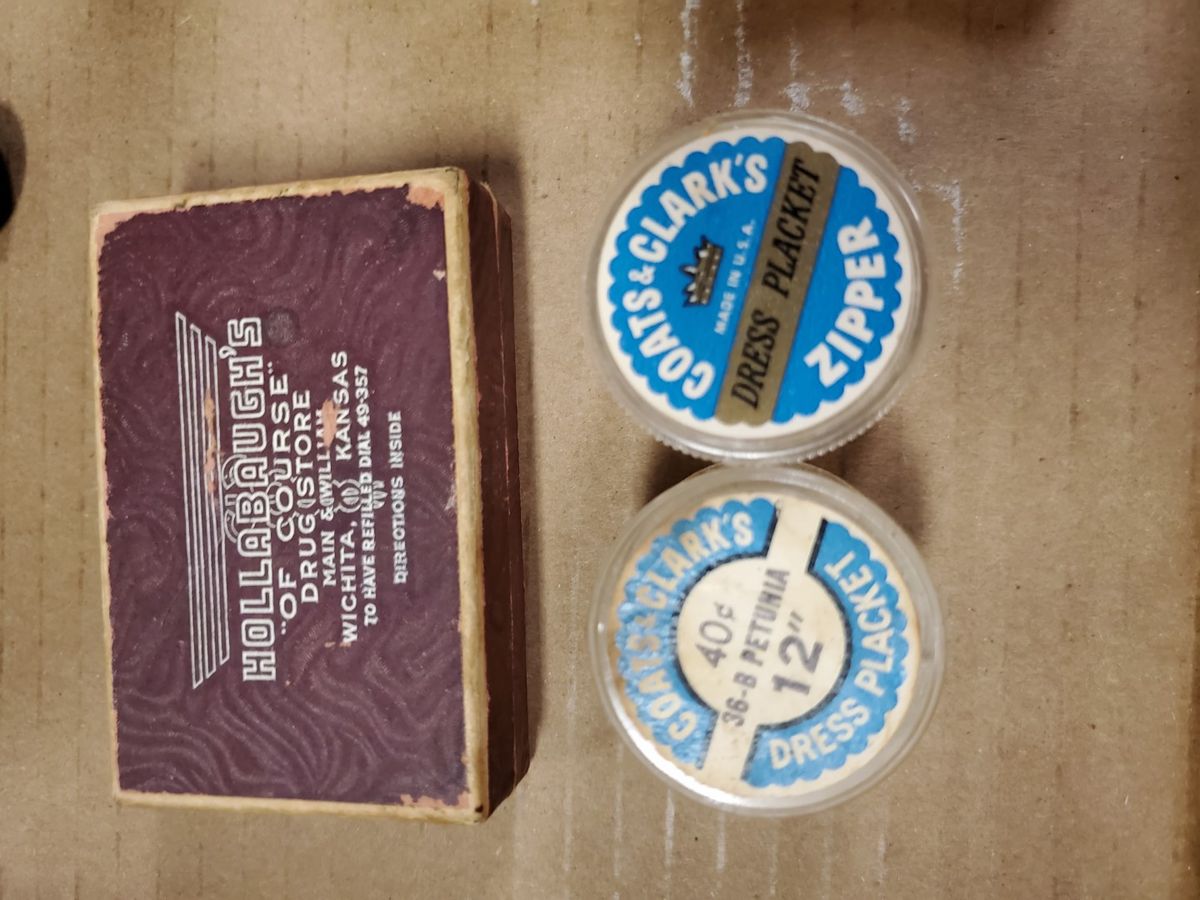 HOLLABAUGH'S
"OF COURSE"
DRUG STORE
MAIN & WILLIAM
WICHITA, KANSAS
TO HAVE REFILLED DIAL 49-357
DIRECTIONS INSIDE
COATS & CLARK'S
MADE IN U.S.A.
DRESS PLACKET
ZIPPER
COATS & CLARK'S
40¢
36-B PETUNIA
12"
DRESS PLACKET